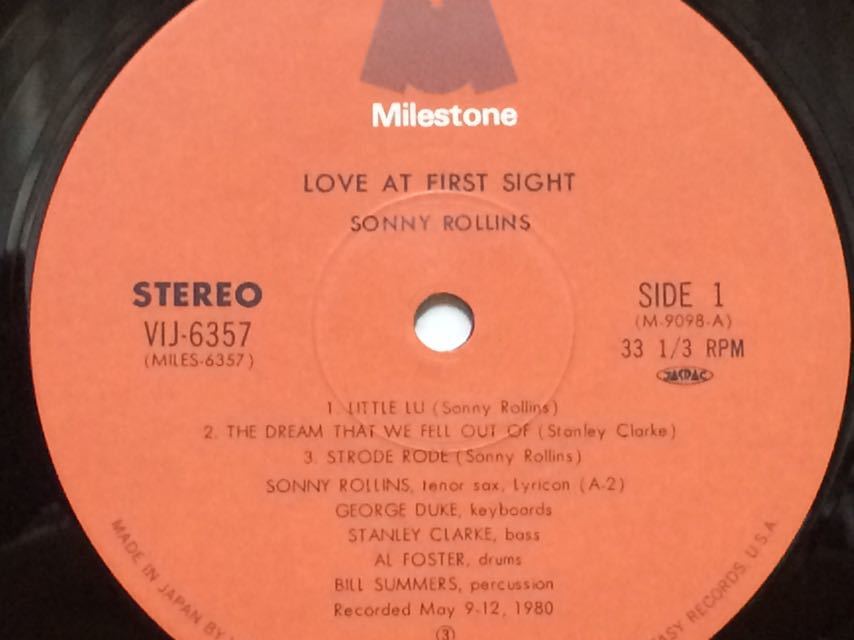 Milestone
LOVE AT FIRST SIGHT
SONNY ROLLINS
STEREO
VIJ-6357
(MILES-6357)
SIDE 1
(M-9098-A)
33 1/3 RPM
JASRAC
1. LITTLE LU (Sonny Rollins)
2. THE DREAM THAT WE FELL OUT OF (Stanley Clarke)
3. STRODE RODE (Sonny Rollins)
SONNY ROLLINS, tenor sax, Lyricon (A-2)
GEORGE DUKE, keyboards
STANLEY CLARKE, bass
AL FOSTER, drums
BILL SUMMERS, percussion
Recorded May 9-12, 1980
③
MADE IN JAPAN BY
RECORDS U.S.A.